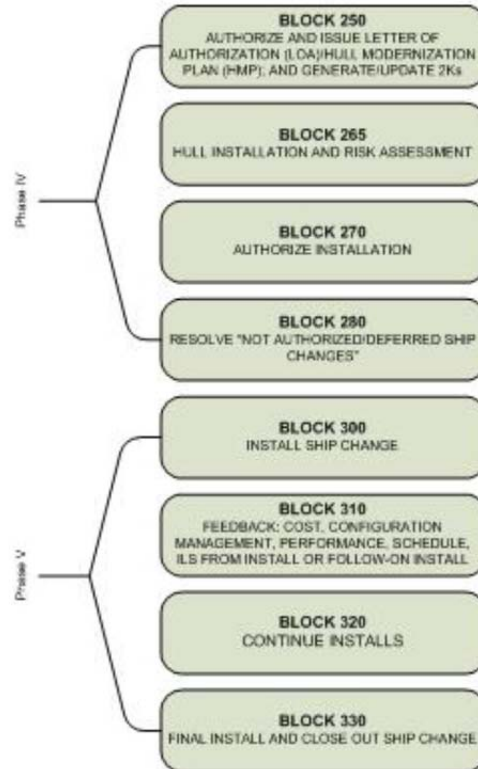 Phase IV
BLOCK 250
AUTHORIZE AND ISSUE LETTER OF
AUTHORIZATION (LOA)/HULL MODERNIZATION
PLAN (HMP); AND GENERATE/UPDATE 2Ks
BLOCK 265
HULL INSTALLATION AND RISK ASSESSMENT
BLOCK 270
AUTHORIZE INSTALLATION
BLOCK 280
RESOLVE "NOT AUTHORIZED/DEFERRED SHIP
CHANGES"
Phase V
BLOCK 300
INSTALL SHIP CHANGE
BLOCK 310
FEEDBACK: COST, CONFIGURATION
MANAGEMENT, PERFORMANCE, SCHEDULE,
ILS FROM INSTALL OR FOLLOW-ON INSTALL
BLOCK 320
CONTINUE INSTALLS
BLOCK 330
FINAL INSTALL AND CLOSE OUT SHIP CHANGE